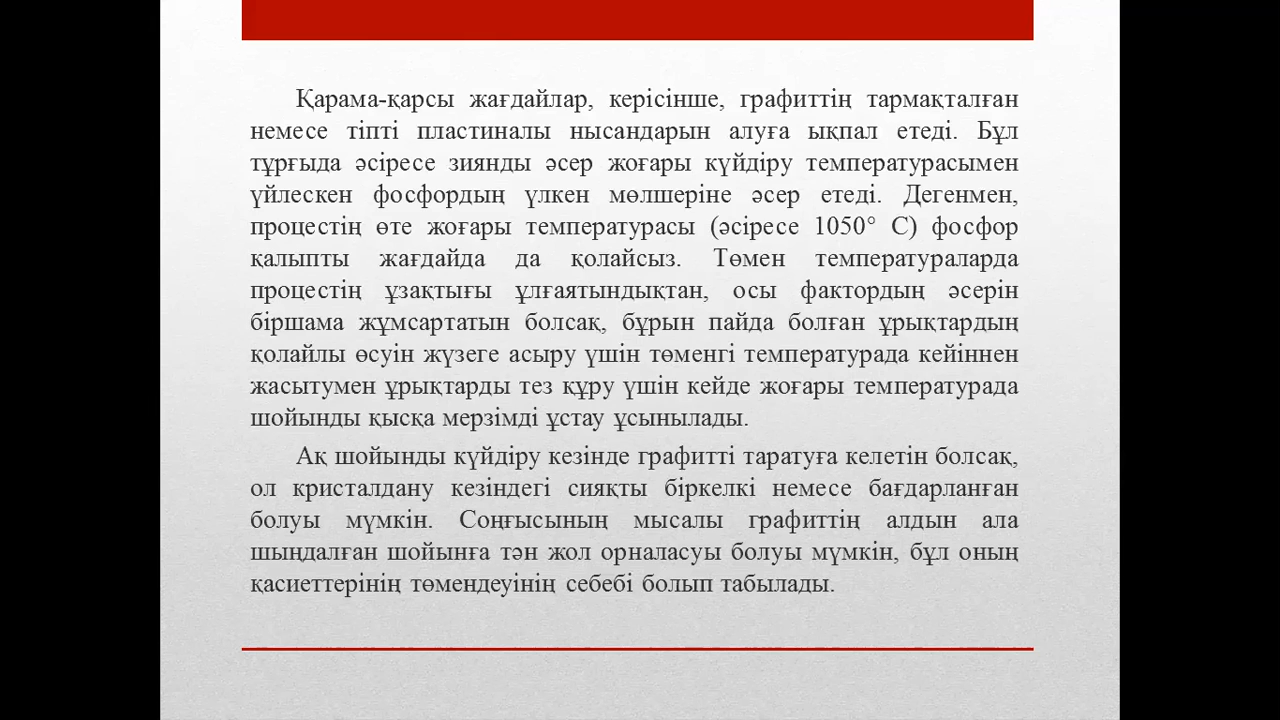 Қарама-қарсы жағдайлар, керісінше, графиттің тармақталған
немесе тіпті пластиналы нысандарын алуға ықпал етеді. Бұл
тұрғыда әсіресе зиянды әсер жоғары күйдіру температурасымен
үйлескен фосфордың үлкен мөлшеріне әсер етеді. Дегенмен,
процестің өте жоғары температурасы (әсіресе 1050° С) фосфор
қалыпты жағдайда да қолайсыз. Төмен температураларда
процестің ұзақтығы ұлғаятындықтан, осы фактордың әсерін
біршама жұмсартатын болсақ, бұрын пайда болған ұрықтардың
қолайлы өсуін жүзеге асыру үшін төменгі температурада кейіннен
жасытумен ұрықтарды тез құру үшін кейде жоғары температурада
шойынды қысқа мерзімді ұстау ұсынылады.
Ақ шойынды күйдіру кезінде графитті таратуға келетін болсақ,
ол кристалдану кезіндегі сияқты біркелкі немесе бағдарланған
болуы мүмкін. Соңғысының мысалы графиттің алдын ала
шыңдалған шойынға тән жол орналасуы болуы мүмкін, бұл оның
қасиеттерінің төмендеуінің себебі болып табылады.